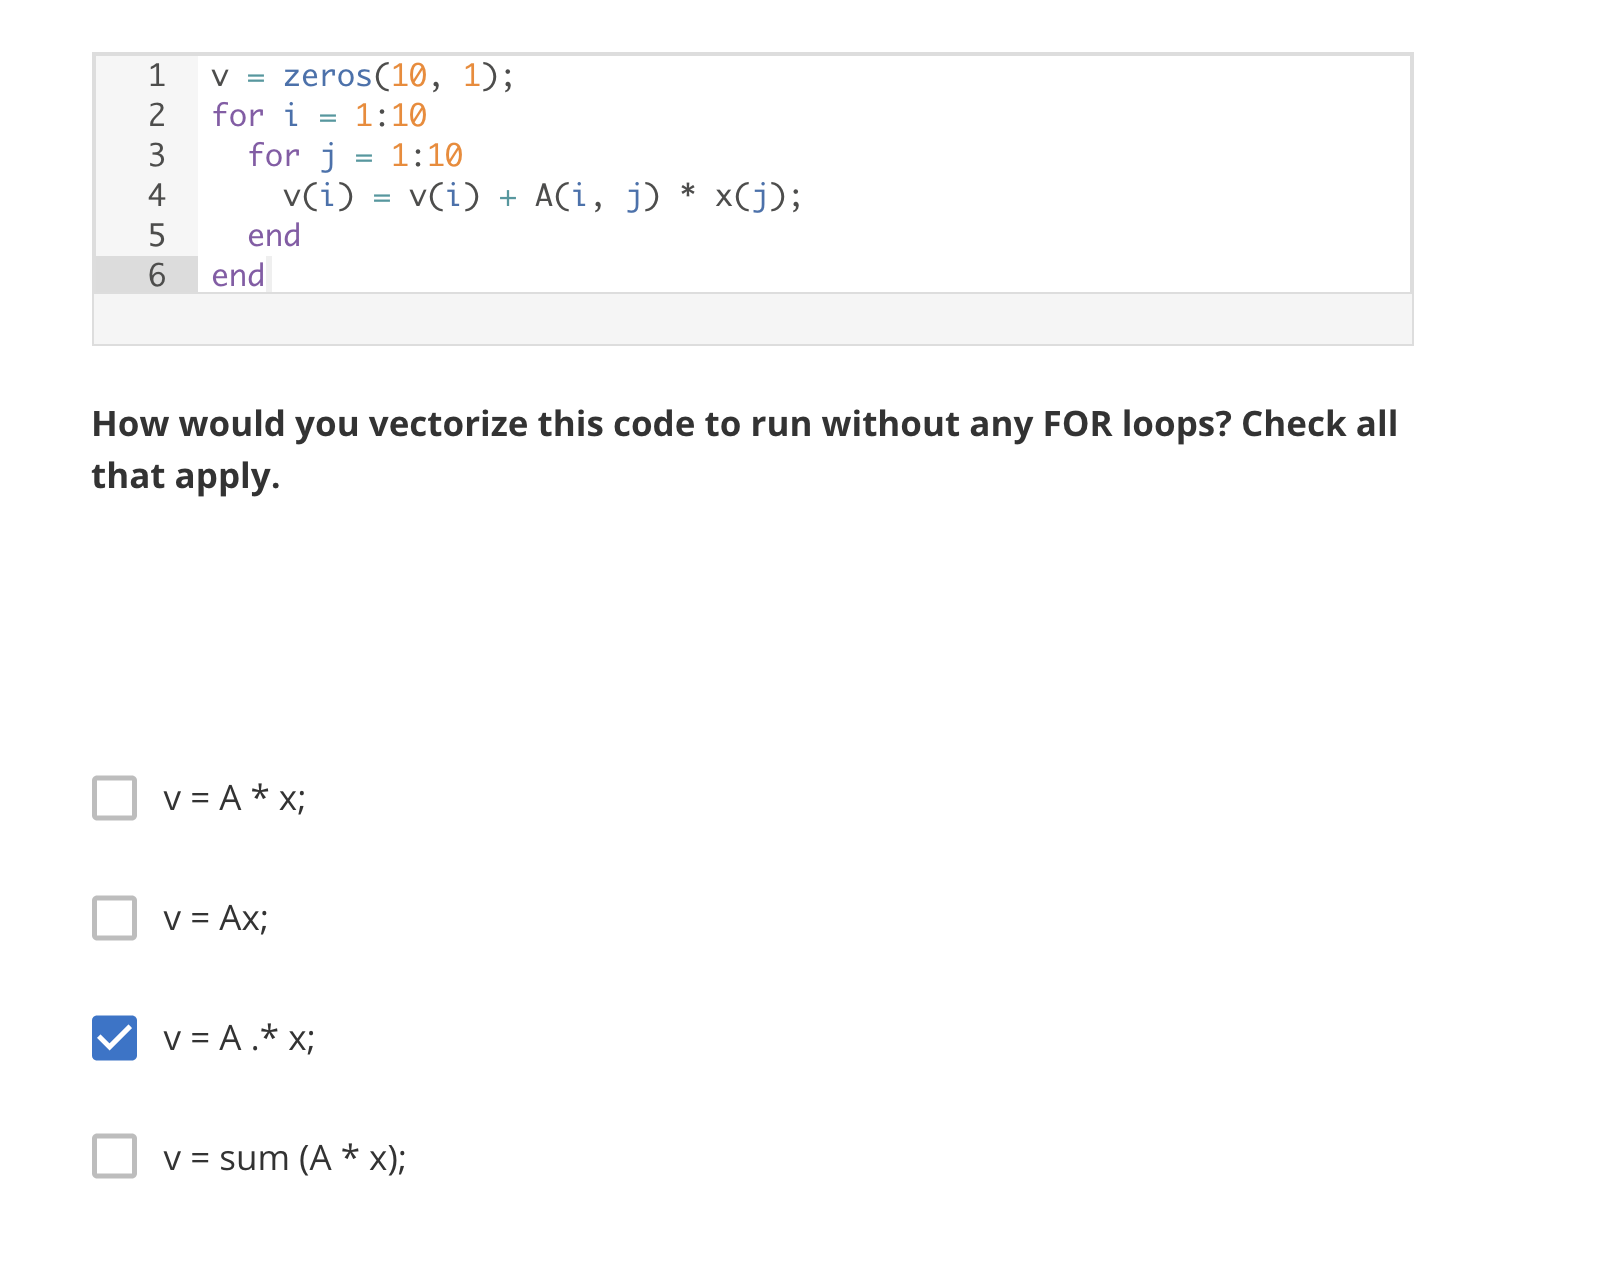 1 v = zeros(10, 1);
2 for i = 1:10
3   for j = 1:10
4     v(i) = v(i) + A(i, j) * x(j);
5   end
6 end
How would you vectorize this code to run without any FOR loops? Check all
that apply.
v = A * x;
v = Ax;
v = A .* x;
v = sum (A * x);